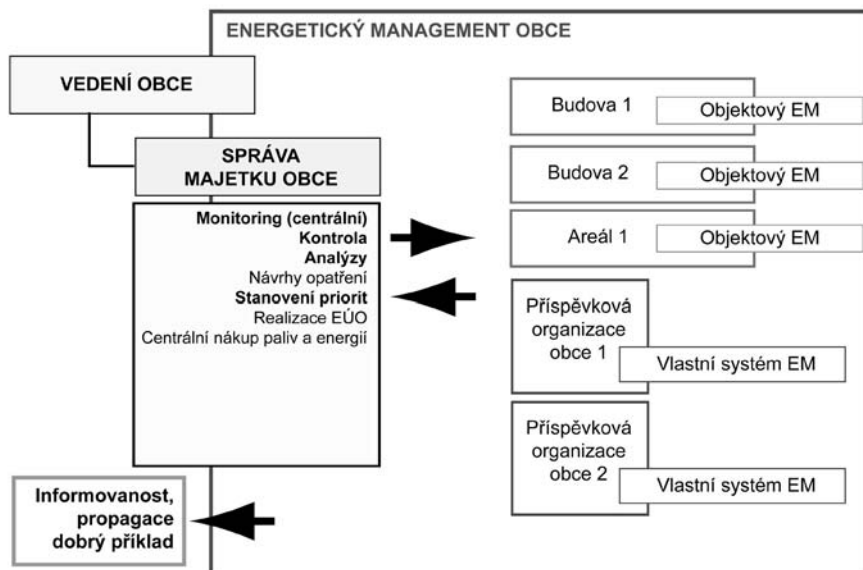 ENERGETICKÝ MANAGEMENT OBCE
VEDENÍ OBCE
SPRÁVA
MAJETKU OBCE
Monitoring (centrální)
Kontrola
Analýzy
Návrhy opatření
Stanovení priorit
Realizace EÚO
Centrální nákup paliv a energií
Informovanost,
propagace
dobrý příklad
Budova 1
Objektový EM
Budova 2
Objektový EM
Areál 1
Objektový EM
Příspěvková
organizace
obce 1
Vlastní systém EM
Příspěvková
organizace
obce 2
Vlastní systém EM